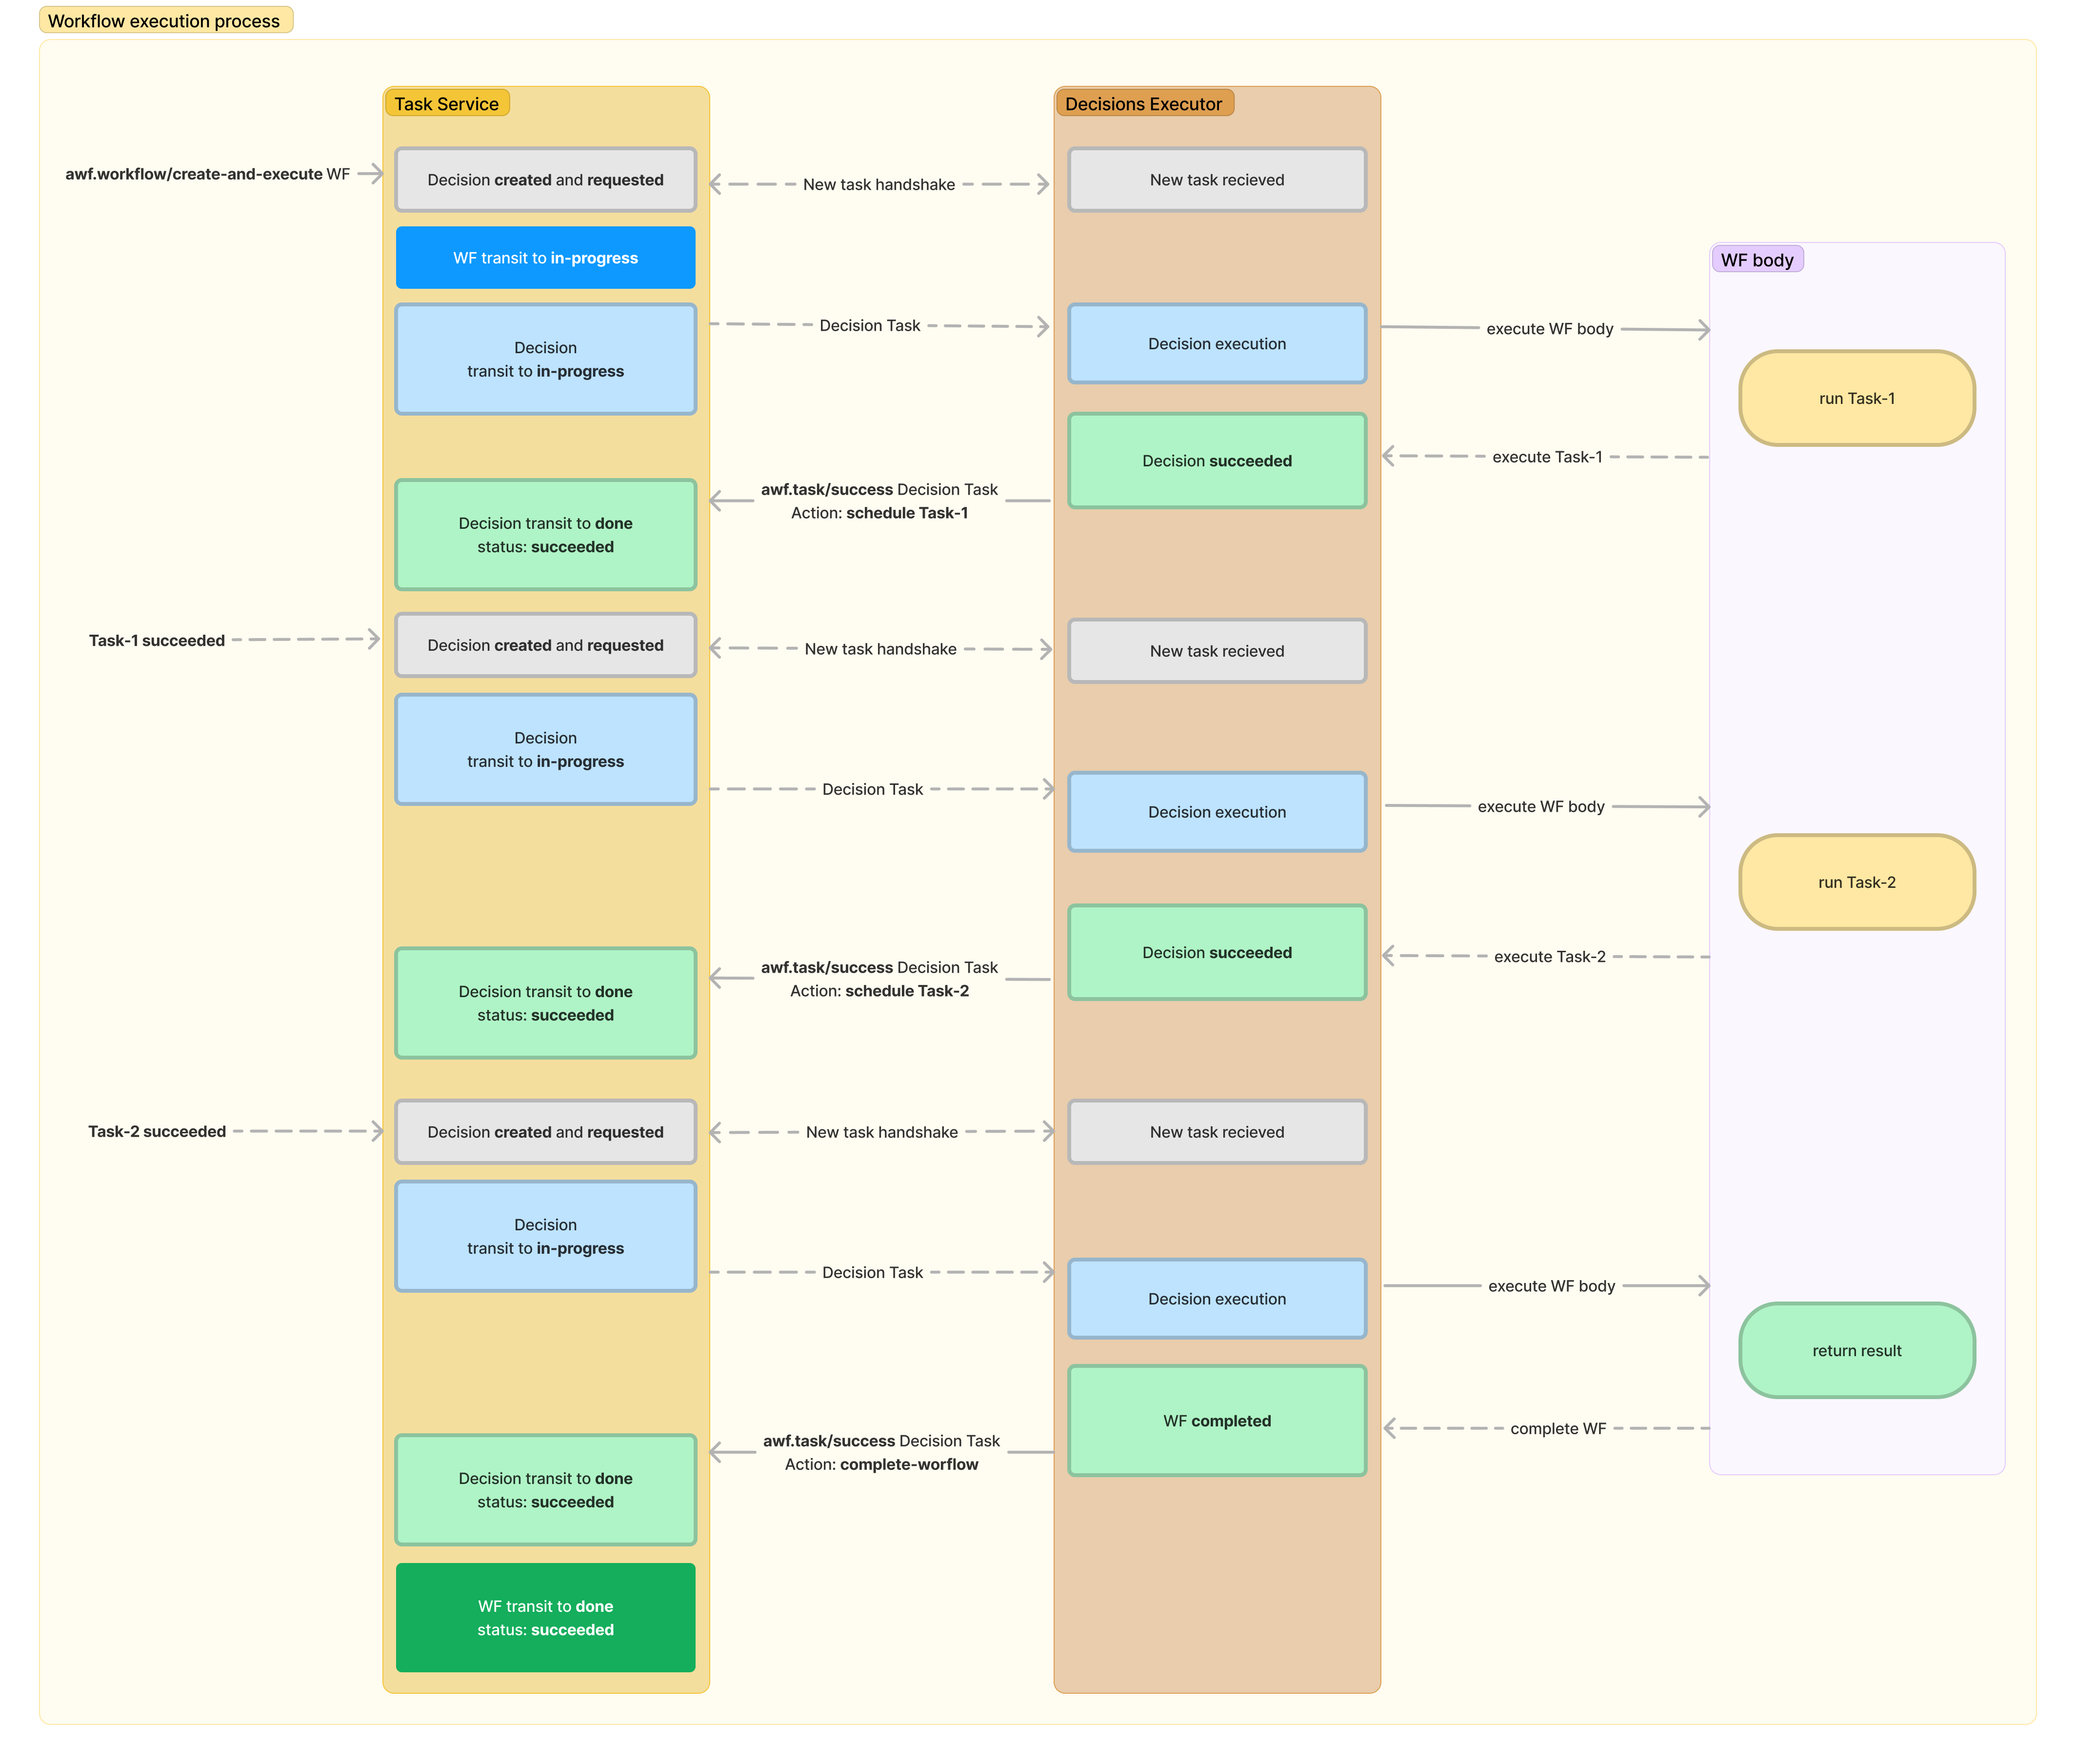 Workflow execution process
Task Service
Decisions Executor
awf.workflow/create-and-execute WF
Decision created and requested
New task handshake
New task recieved
WF transit to in-progress
WF body
Decision
transit to in-progress
Decision Task
Decision execution
execute WF body
run Task-1
execute Task-1
Decision succeeded
awf.task/success Decision Task
Action: schedule Task-1
Decision transit to done
status: succeeded
Task-1 succeeded
Decision created and requested
New task handshake
New task recieved
Decision
transit to in-progress
Decision Task
Decision execution
execute WF body
run Task-2
execute Task-2
Decision succeeded
awf.task/success Decision Task
Action: schedule Task-2
Decision transit to done
status: succeeded
Task-2 succeeded
Decision created and requested
New task handshake
New task recieved
Decision
transit to in-progress
Decision Task
Decision execution
execute WF body
return result
complete WF
WF completed
awf.task/success Decision Task
Action: complete-worflow
Decision transit to done
status: succeeded
WF transit to done
status: succeeded